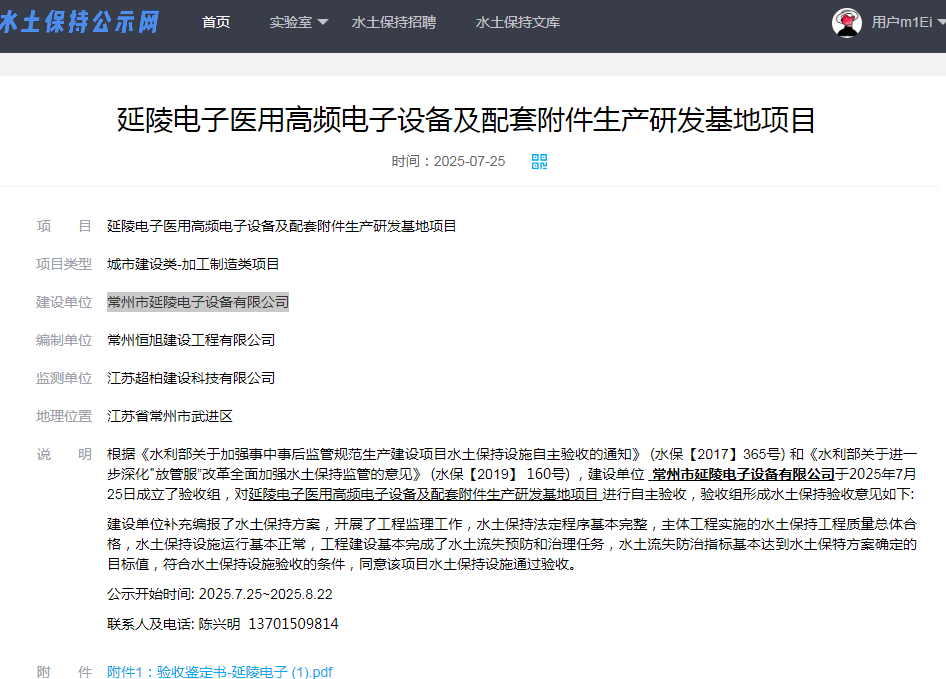 水土保持公示网 首页 实验室 水土保持招聘 水土保持文库 用户m1Ei
延陵电子医用高频电子设备及配套附件生产研发基地项目
时间：2025-07-25
项 目 延陵电子医用高频电子设备及配套附件生产研发基地项目
项目类型 城市建设类-加工制造类项目
建设单位 常州市延陵电子设备有限公司
编制单位 常州恒旭建设工程有限公司
监测单位 江苏超柏建设科技有限公司
地理位置 江苏省常州市武进区
说 明 根据《水利部关于加强事中事后监管规范生产建设项目水土保持设施自主验收的通知》 (水保【2017】365号) 和《水利部关于进一
步深化"放管服"改革全面加强水土保持监管的意见》 (水保【2019】 160号) ，建设单位 常州市延陵电子设备有限公司于2025年7月
25日成立了验收组，对延陵电子医用高频电子设备及配套附件生产研发基地项目 进行自主验收，验收组形成水土保持验收意见如下:
建设单位补充编报了水土保持方案，开展了工程监理工作，水土保持法定程序基本完整，主体工程实施的水土保持工程质量总体合
格，水土保持设施运行基本正常，工程建设基本完成了水土流失预防和治理任务，水土流失防治指标基本达到水土保持方案确定的
目标值，符合水土保持设施验收的条件，同意该项目水土保持设施通过验收。
公示开始时间: 2025.7.25~2025.8.22
联系人及电话: 陈兴明 13701509814
附 件 附件1：验收鉴定书-延陵电子 (1).pdf